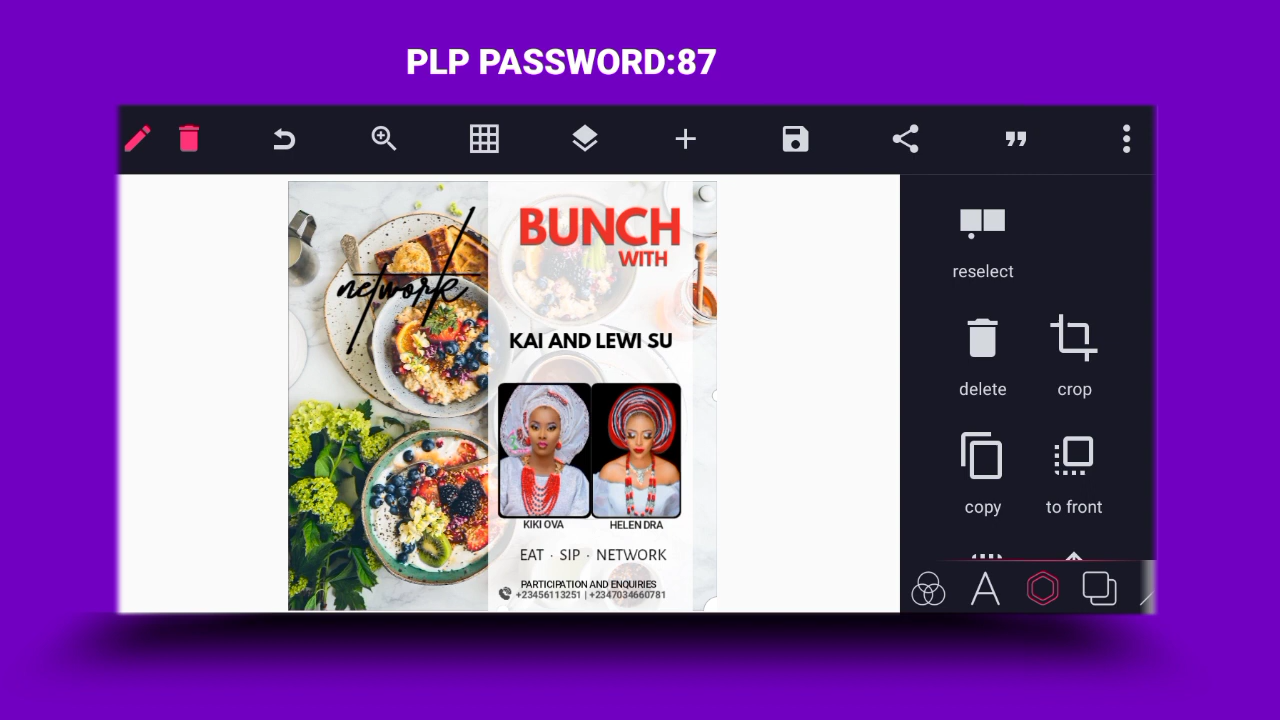 PLP PASSWORD:87
BUNCH
WITH
network
KAI AND LEWI SU
KIKI OVA
HELEN DRA
EAT · SIP · NETWORK
PARTICIPATION AND ENQUIRIES
+23456113251 | +2347034660781
reselect
delete
crop
copy
to front